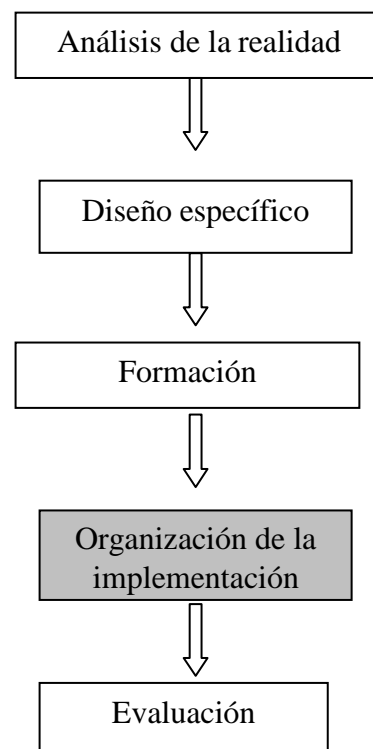 Análisis de la realidad
Diseño específico
Formación
Organización de la
implementación
Evaluación